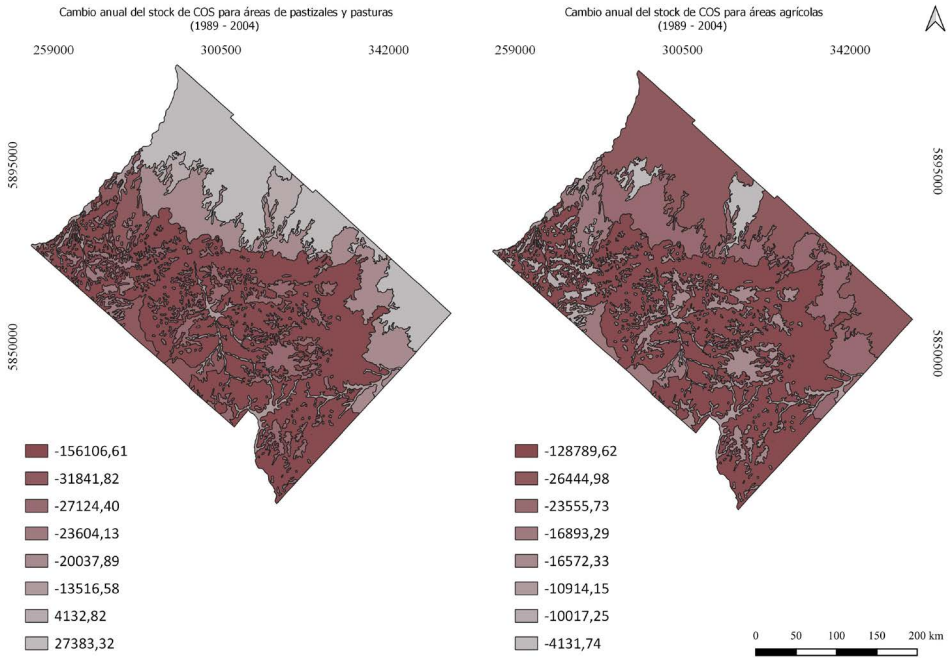 Cambio anual del stock de COS para áreas de pastizales y pasturas
(1989 - 2004)
259000 300500 342000
5895000
5850000
-156106,61
-31841,82
-27124,40
-23604,13
-20037,89
-13516,58
4132,82
27383,32
Cambio anual del stock de COS para áreas agrícolas
(1989 - 2004)
259000 300500 342000
5895000
5850000
-128789,62
-26444,98
-23555,73
-16893,29
-16572,33
-10914,15
-10017,25
-4131,74
0 50 100 150 200 km